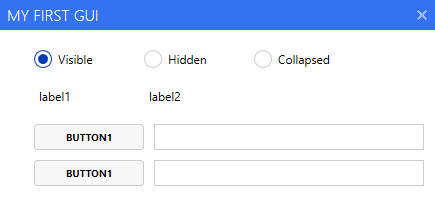 MY FIRST GUI
Visible Hidden Collapsed
label1 label2
BUTTON1
BUTTON1